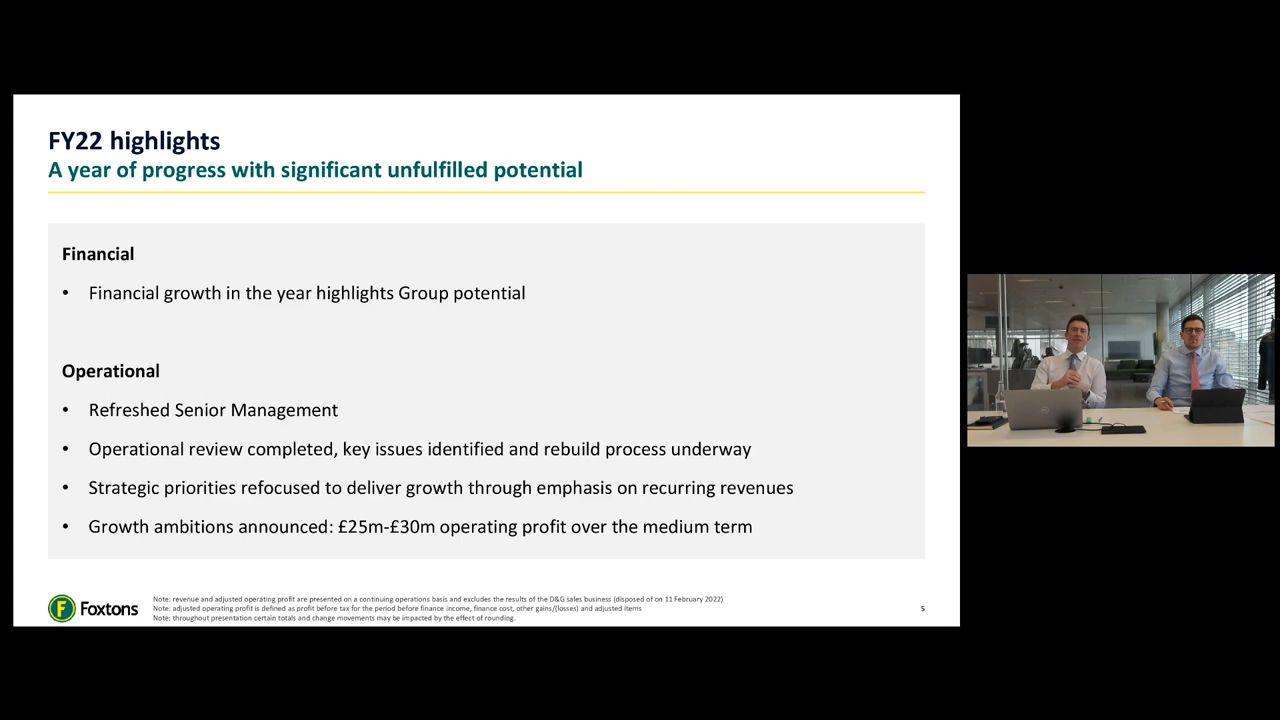 FY22 highlights
A year of progress with significant unfulfilled potential
Financial
• Financial growth in the year highlights Group potential
Operational
• Refreshed Senior Management
• Operational review completed, key issues identified and rebuild process underway
• Strategic priorities refocused to deliver growth through emphasis on recurring revenues
• Growth ambitions announced: £25m-£30m operating profit over the medium term
F Foxtons
Note: revenue and adjusted operating profit are presented on a continuing operations basis and excludes the results of the D&G sales business (disposed of on 11 February 2022)
Note: adjusted operating profit is defined as profit before tax for the period before finance income, finance cost, other gains/(losses) and adjusted items
Note: throughout presentation certain totals and change movements may be impacted by the effect of rounding.
5